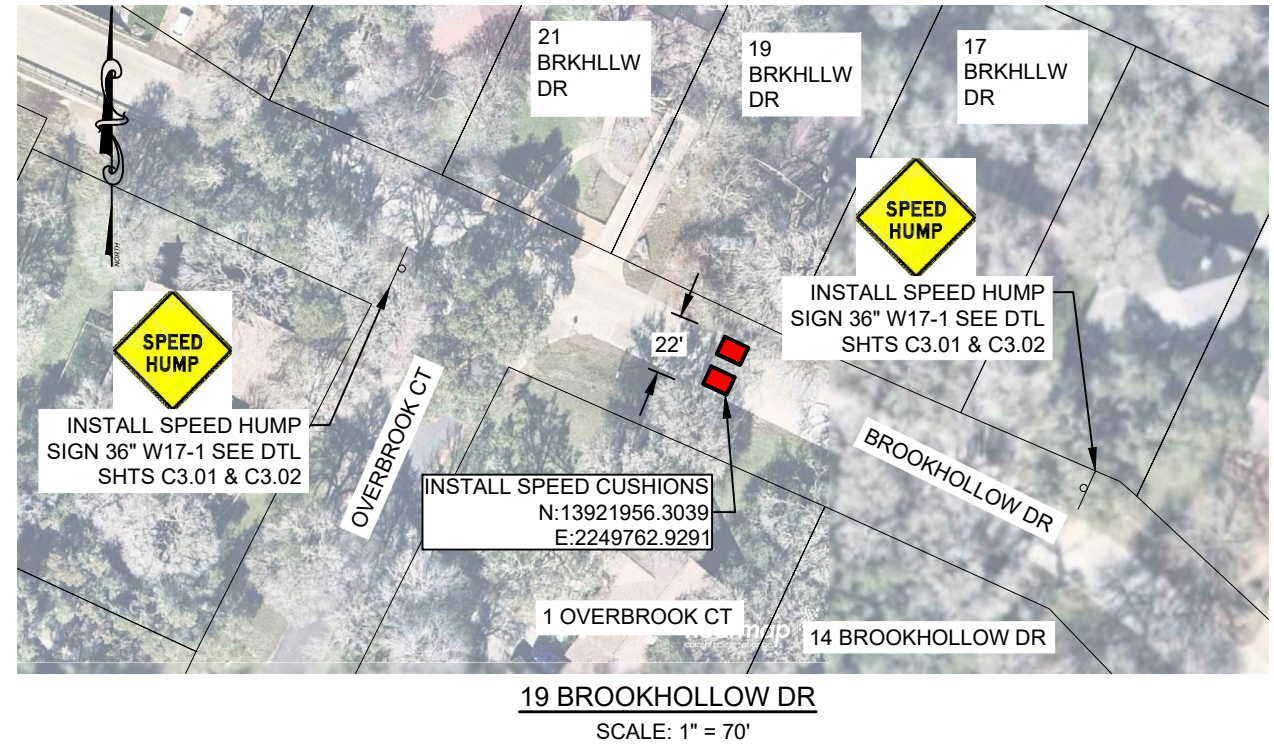 21
BRKHLLW
DR
19
BRKHLLW
DR
17
BRKHLLW
DR
SPEED
HUMP
INSTALL SPEED HUMP
SIGN 36" W17-1 SEE DTL
SHTS C3.01 & C3.02
NORTH
SPEED
HUMP
INSTALL SPEED HUMP
SIGN 36" W17-1 SEE DTL
SHTS C3.01 & C3.02
22'
OVERBROOK CT
BROOKHOLLOW DR
INSTALL SPEED CUSHIONS
N:13921956.3039
E:2249762.9291
1 OVERBROOK CT
14 BROOKHOLLOW DR
19 BROOKHOLLOW DR
SCALE: 1" = 70'